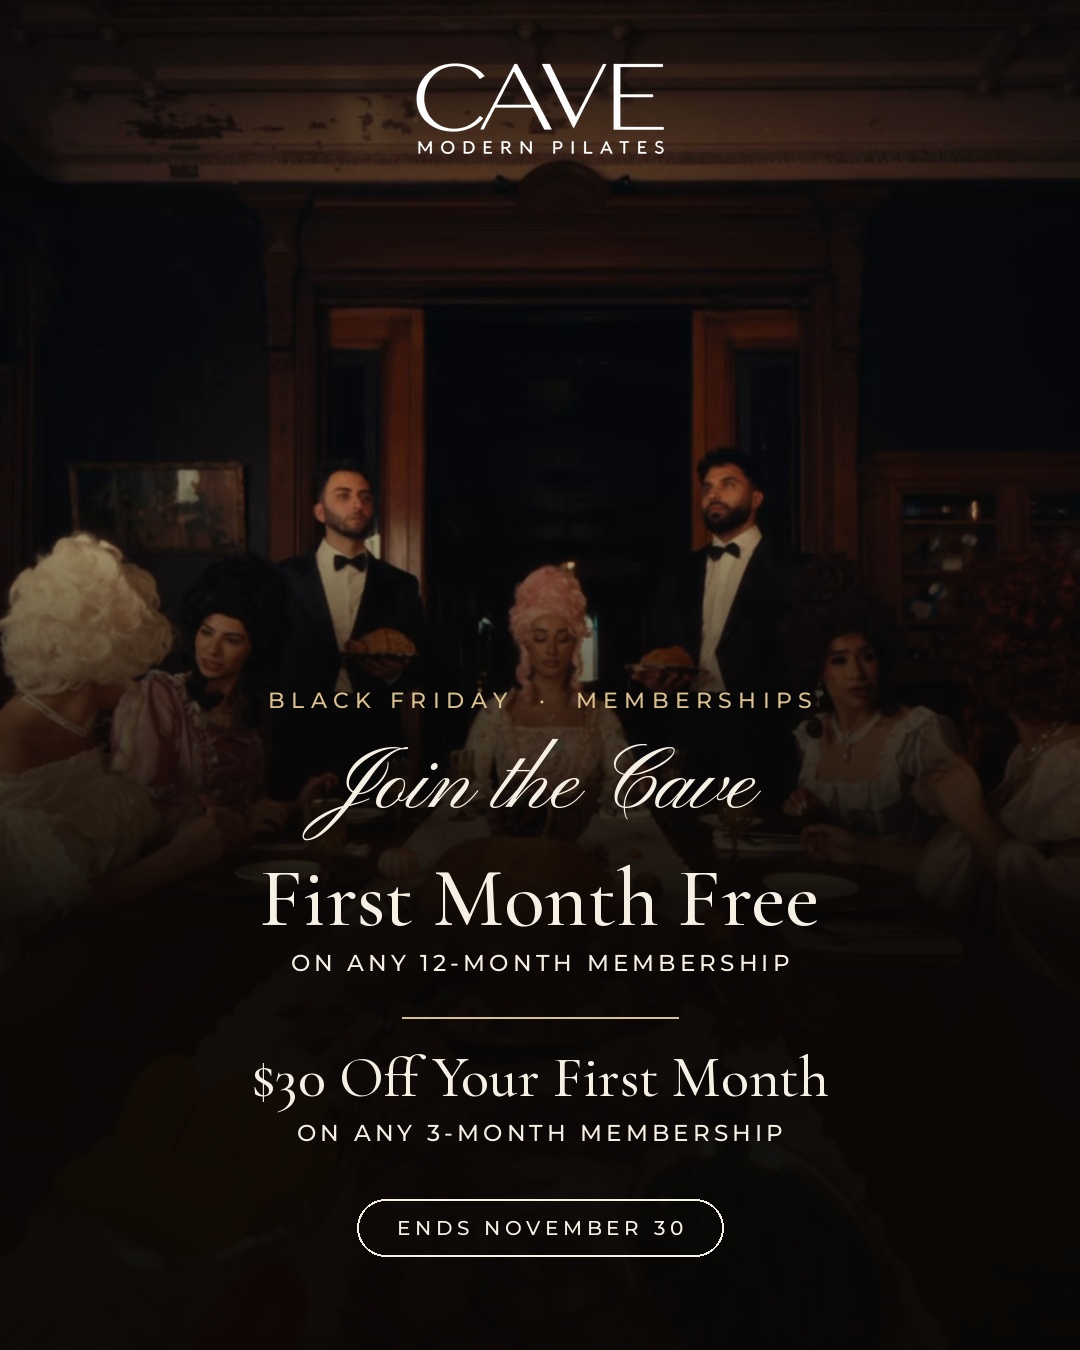 CAVE
MODERN PILATES
BLACK FRIDAY · MEMBERSHIPS
Join the Cave
First Month Free
ON ANY 12-MONTH MEMBERSHIP
$30 Off Your First Month
ON ANY 3-MONTH MEMBERSHIP
ENDS NOVEMBER 30